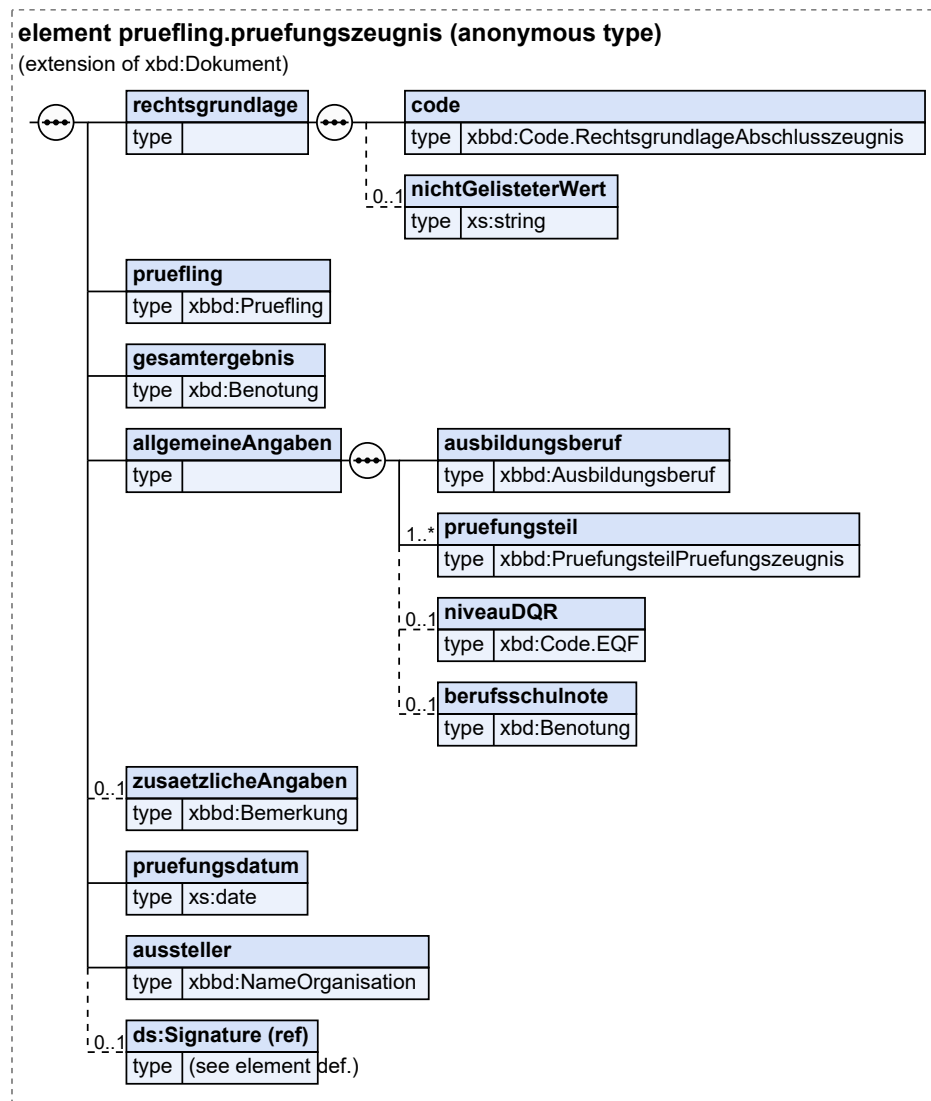 element pruefling.pruefungszeugnis (anonymous type)
(extension of xbd:Dokument)
rechtsgrundlage
type
code
type xbbd:Code.RechtsgrundlageAbschlusszeugnis
0..1 nichtGelisteterWert
type xs:string
pruefling
type xbbd:Pruefling
gesamtergebnis
type xbd:Benotung
allgemeineAngaben
type
ausbildungsberuf
type xbbd:Ausbildungsberuf
1..* pruefungsteil
type xbbd:PruefungsteilPruefungszeugnis
0..1 niveauDQR
type xbd:Code.EQF
0..1 berufsschulnote
type xbd:Benotung
0..1 zusaetzlicheAngaben
type xbbd:Bemerkung
pruefungsdatum
type xs:date
aussteller
type xbbd:NameOrganisation
0..1 ds:Signature (ref)
type (see element def.)